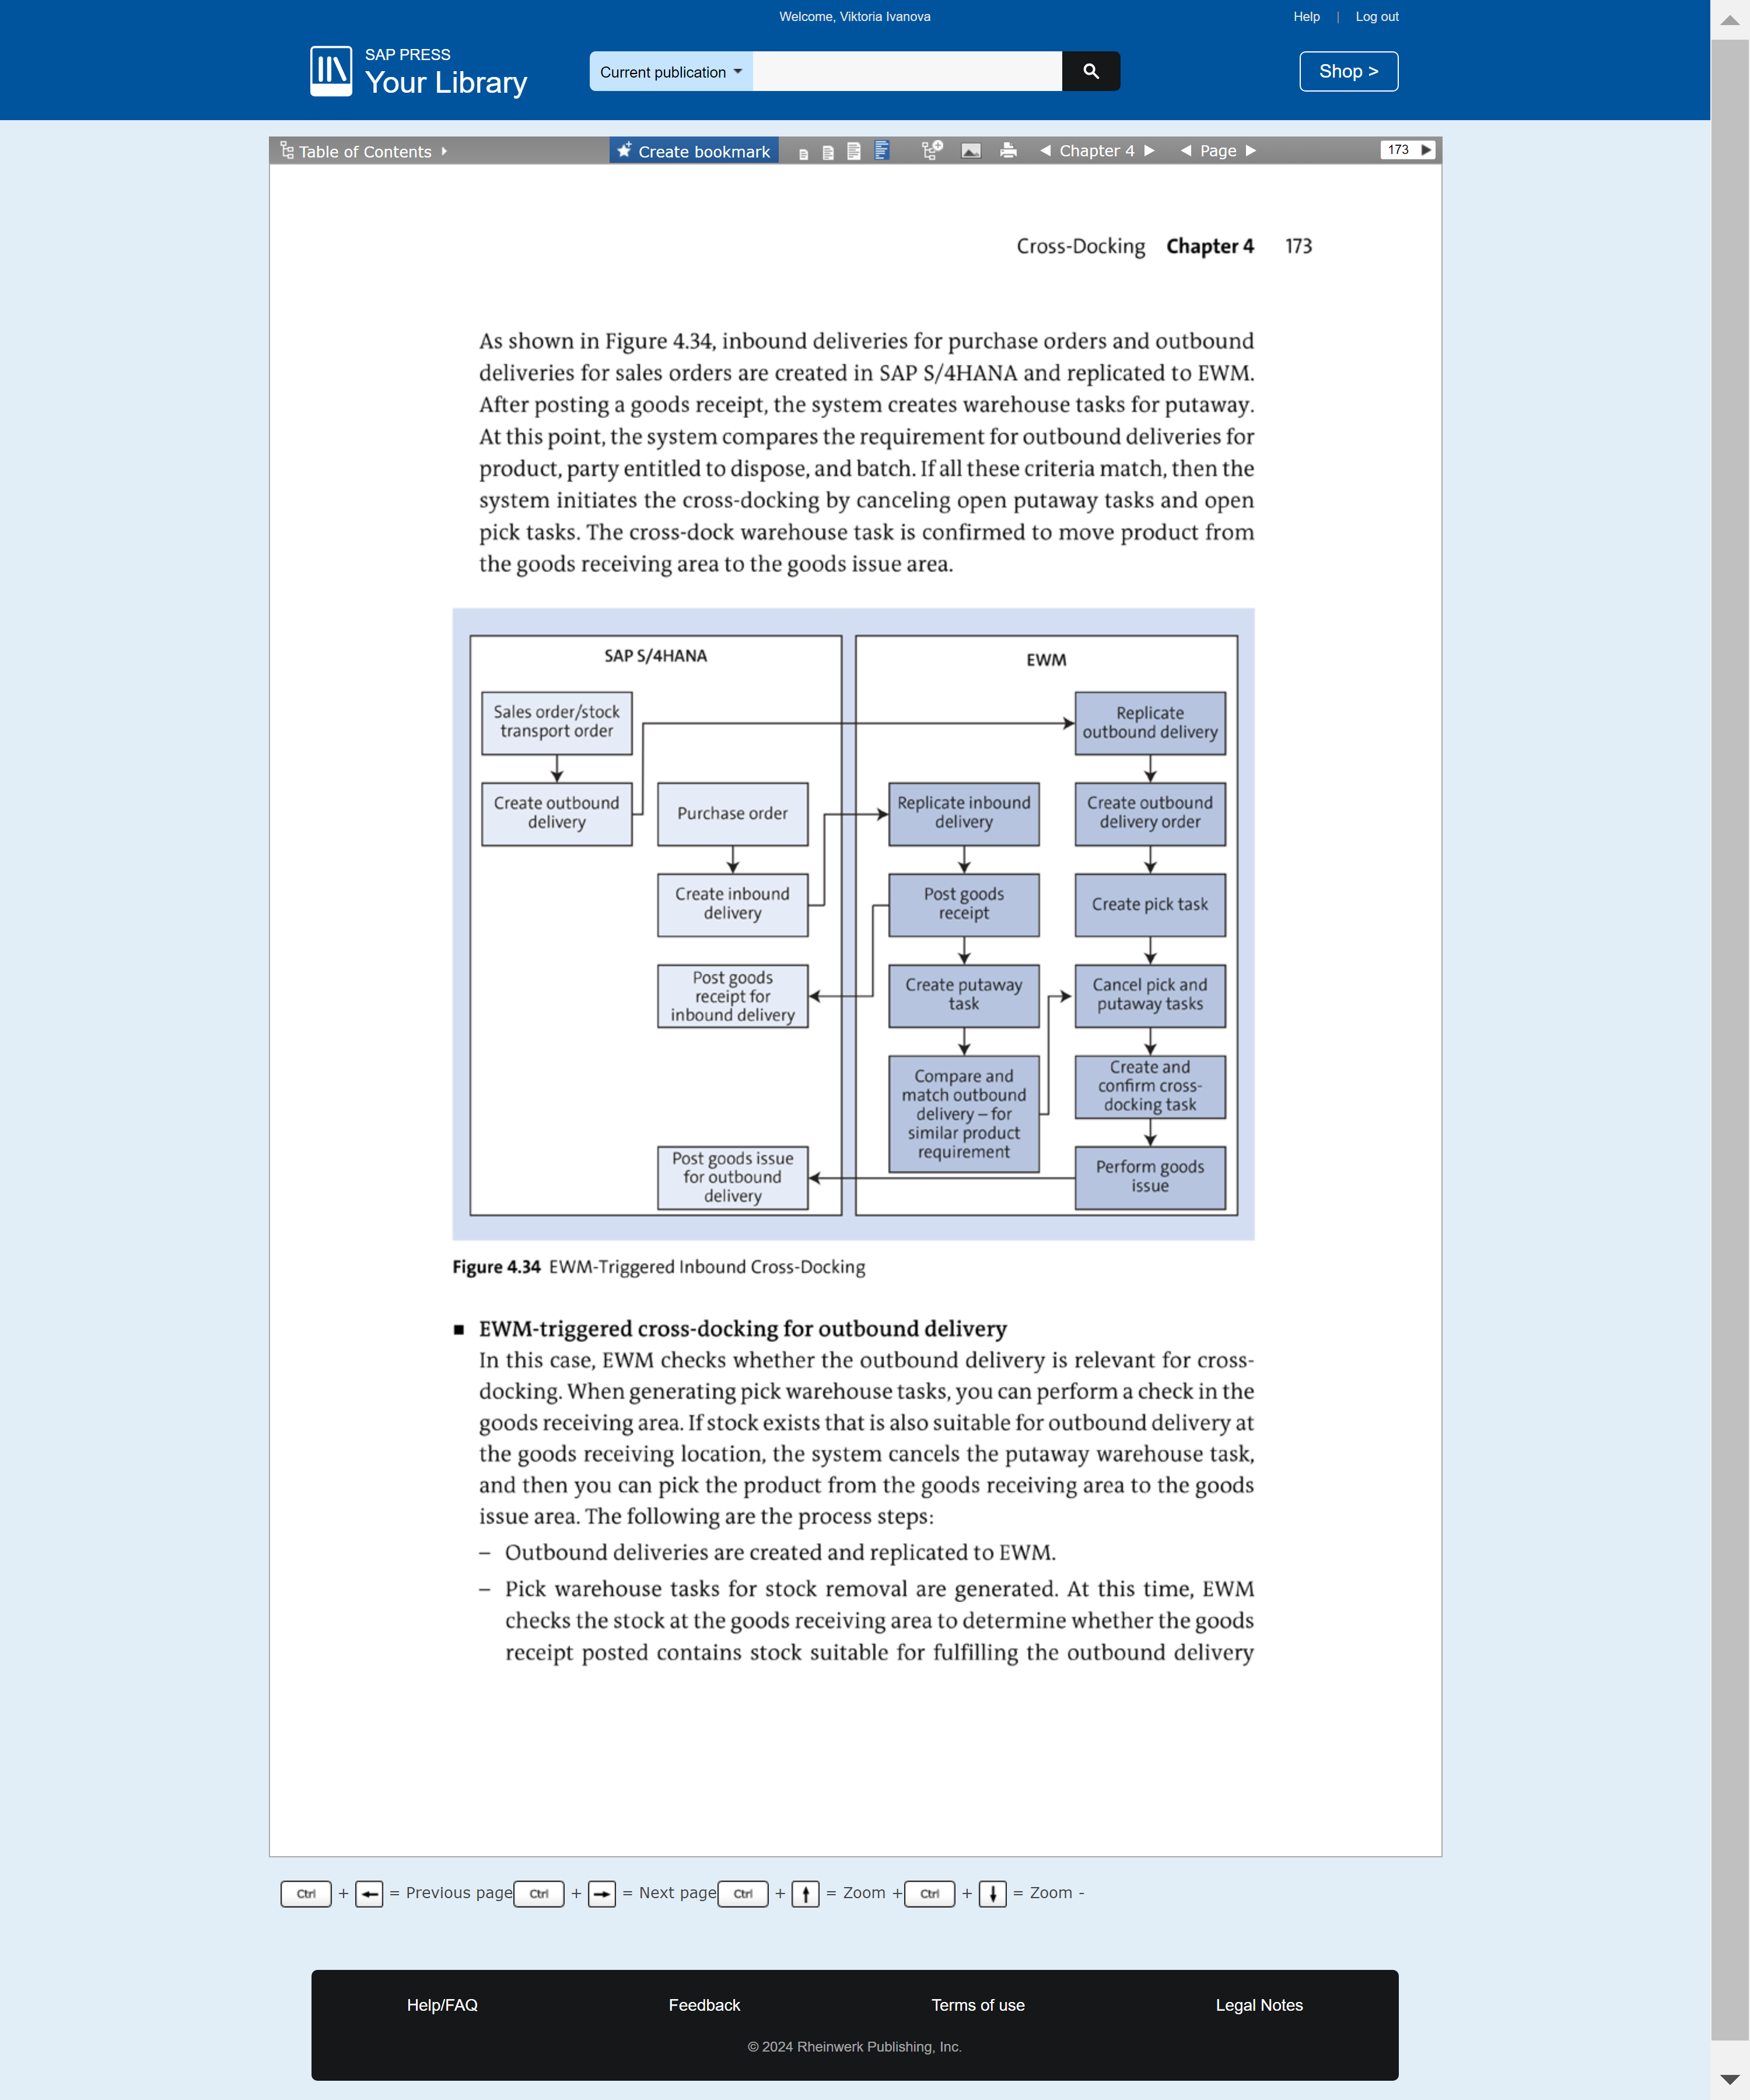 Welcome, Viktoria Ivanova
Help | Log out
SAP PRESS
Your Library
Current publication
Shop >
Table of Contents
Create bookmark
Chapter 4
Page
173
Cross-Docking Chapter 4 173
As shown in Figure 4.34, inbound deliveries for purchase orders and outbound
deliveries for sales orders are created in SAP S/4HANA and replicated to EWM.
After posting a goods receipt, the system creates warehouse tasks for putaway.
At this point, the system compares the requirement for outbound deliveries for
product, party entitled to dispose, and batch. If all these criteria match, then the
system initiates the cross-docking by canceling open putaway tasks and open
pick tasks. The cross-dock warehouse task is confirmed to move product from
the goods receiving area to the goods issue area.
SAP S/4HANA
Sales order/stock
transport order
Create outbound
delivery
Purchase order
Create inbound
delivery
Post goods
receipt for
inbound delivery
Post goods issue
for outbound
delivery
EWM
Replicate inbound
delivery
Post goods
receipt
Create putaway
task
Compare and
match outbound
delivery – for
similar product
requirement
Replicate
outbound delivery
Create outbound
delivery order
Create pick task
Cancel pick and
putaway tasks
Create and
confirm cross-
docking task
Perform goods
issue
Figure 4.34 EWM-Triggered Inbound Cross-Docking
■ EWM-triggered cross-docking for outbound delivery
In this case, EWM checks whether the outbound delivery is relevant for cross-
docking. When generating pick warehouse tasks, you can perform a check in the
goods receiving area. If stock exists that is also suitable for outbound delivery at
the goods receiving location, the system cancels the putaway warehouse task,
and then you can pick the product from the goods receiving area to the goods
issue area. The following are the process steps:
– Outbound deliveries are created and replicated to EWM.
– Pick warehouse tasks for stock removal are generated. At this time, EWM
checks the stock at the goods receiving area to determine whether the goods
receipt posted contains stock suitable for fulfilling the outbound delivery
Ctrl + ← = Previous page Ctrl + → = Next page Ctrl + ↑ = Zoom + Ctrl + ↓ = Zoom -
Help/FAQ
Feedback
Terms of use
Legal Notes
© 2024 Rheinwerk Publishing, Inc.